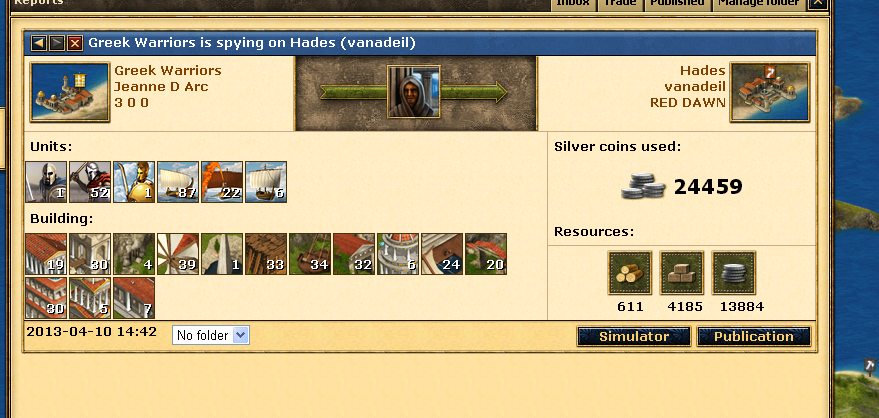 Reports
Inbox Trade Published Manage folder
Greek Warriors is spying on Hades (vanadeil)
Greek Warriors
Jeanne D Arc
3 0 0
Hades
vanadeil
RED DAWN
Units:
1 52 1 87 22 6
Building:
19 30 4 39 1 33 34 32 6 24 20
30 5 7
Silver coins used:
24459
Resources:
611 4185 13884
2013-04-10 14:42
No folder
Simulator
Publication